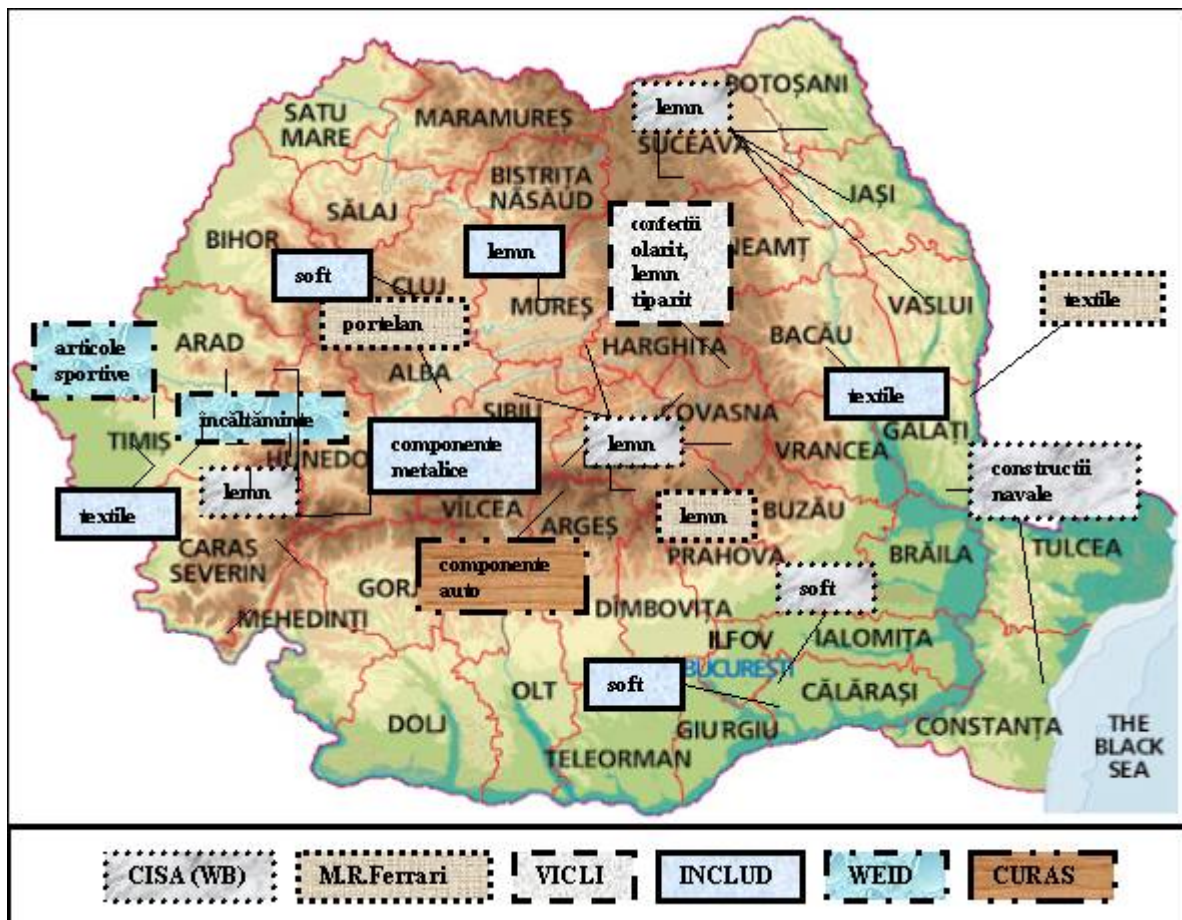 BOTOȘANI
lemn
SATU
MARE
MARAMUREȘ
SUCEAVA
BISTRIȚA
NĂSĂUD
IAȘI
SĂLAJ
confectii
olarit,
lemn
tiparit
NEAMȚ
BIHOR
lemn
soft
CLUJ
textile
MUREȘ
VASLUI
portelan
BACĂU
articole
sportive
ARAD
HARGHITA
ALBA
textile
SIBIU
COVASNA
încăltăminte
GALAȚI
TIMIȘ
HUNEDO
componente
metalice
lemn
VRANCEA
constructii
navale
lemn
VILCEA
textile
ARGEȘ
lemn
BUZĂU
CARAS
SEVERIN
PRAHOVA
BRĂILA
TULCEA
componente
auto
GORJ
soft
MEHEDINȚI
DÎMBOVIȚA
ILFOV
IALOMIȚA
BUCUREȘTI
soft
OLT
CĂLĂRAȘI
DOLJ
GIURGIU
CONSTANȚA
THE
BLACK
SEA
TELEORMAN
CISA (WB)
M.R.Ferrari
VICLI
INCLUD
WEID
CURAS